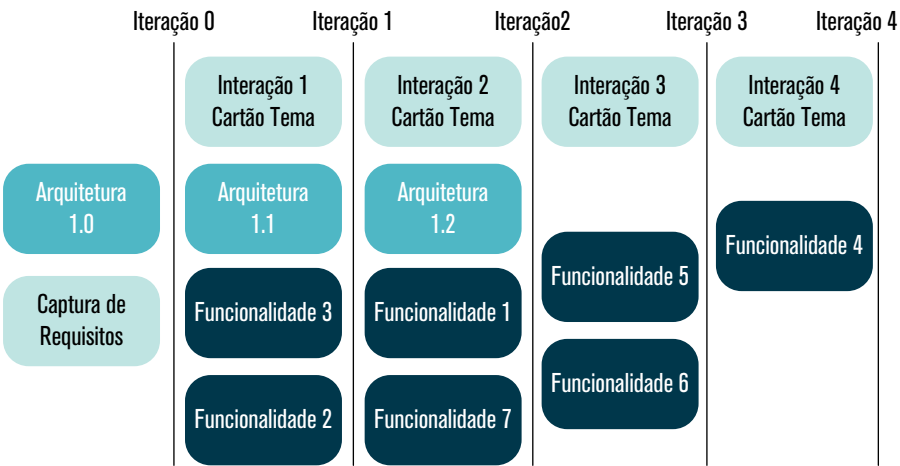 Iteração 0
Iteração 1
Iteração2
Iteração 3
Iteração 4
Interação 1
Cartão Tema
Interação 2
Cartão Tema
Interação 3
Cartão Tema
Interação 4
Cartão Tema
Arquitetura
1.0
Arquitetura
1.1
Arquitetura
1.2
Funcionalidade 4
Funcionalidade 5
Captura de
Requisitos
Funcionalidade 3
Funcionalidade 1
Funcionalidade 6
Funcionalidade 2
Funcionalidade 7